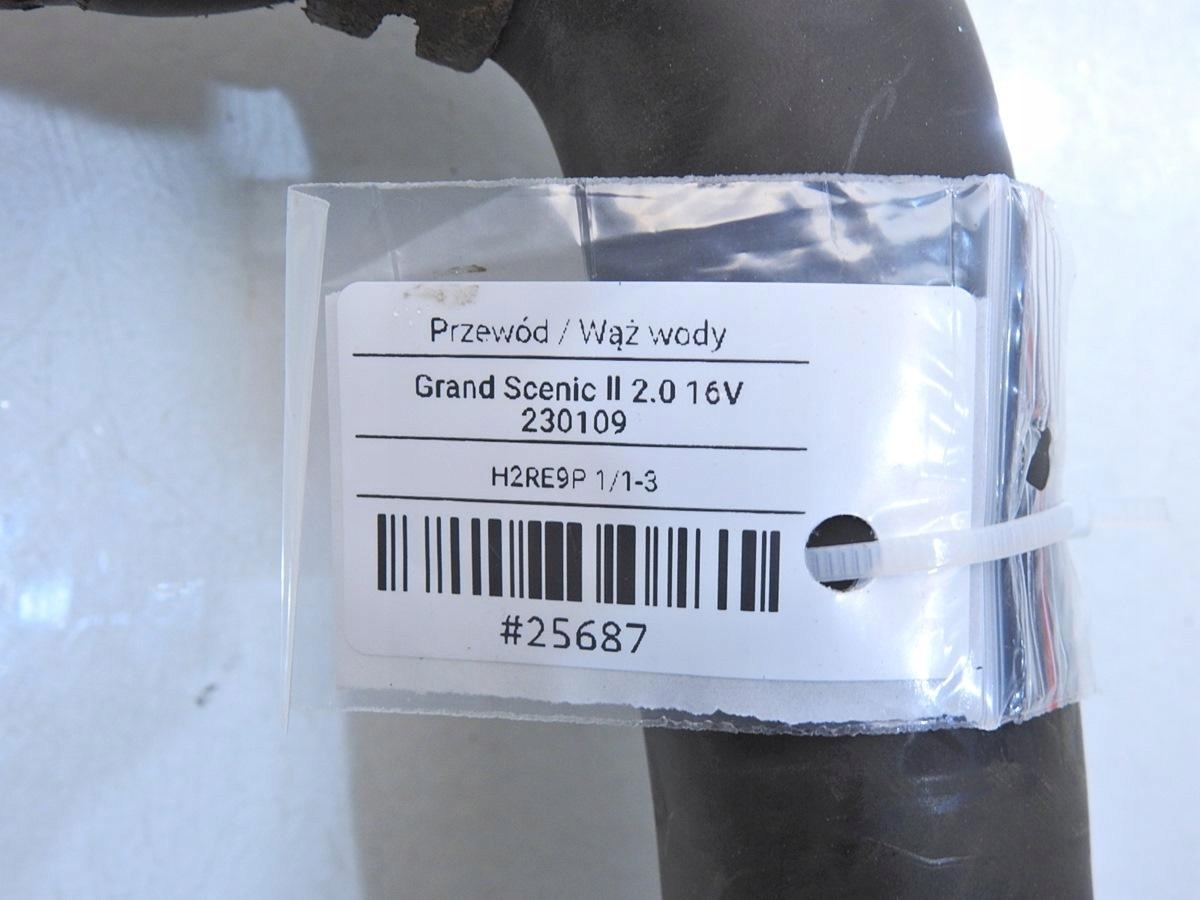 Przewód / Wąż wody
Grand Scenic II 2.0 16V
230109
H2RE9P 1/1-3
#25687